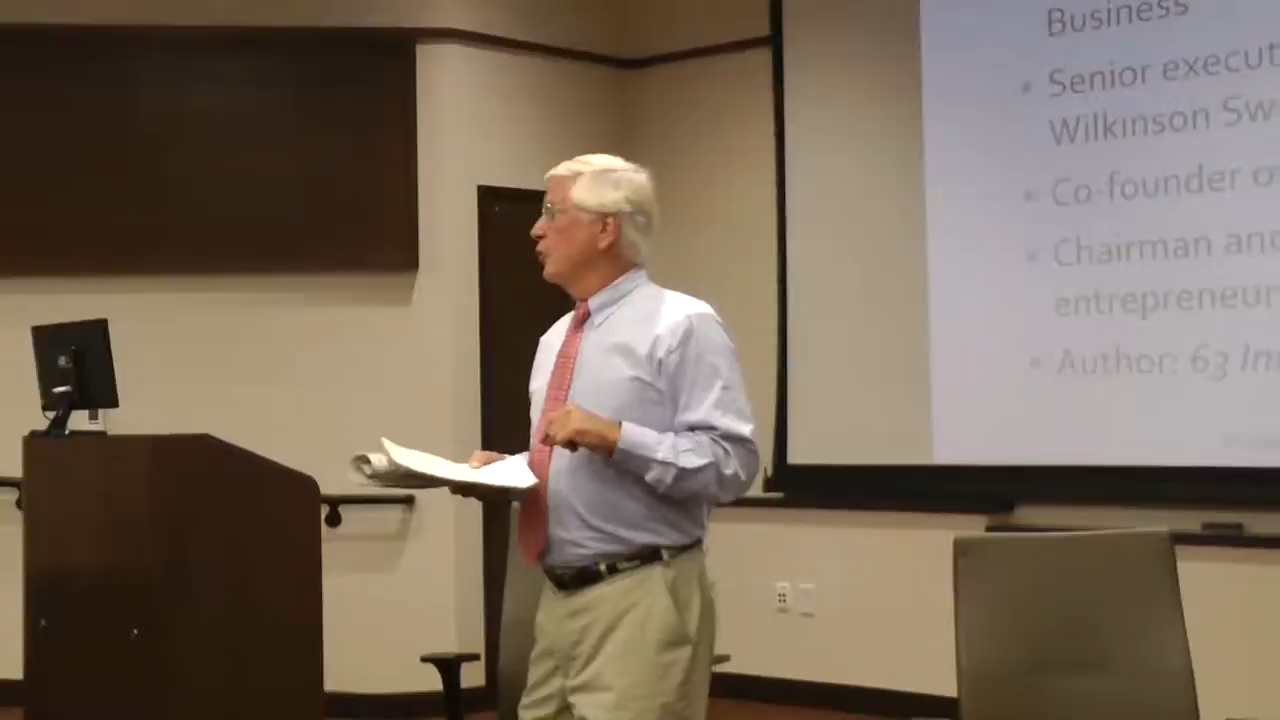 Business
• Senior execut
Wilkinson Sw
• Co-founder o
• Chairman and
entrepreneur
• Author: 63 In